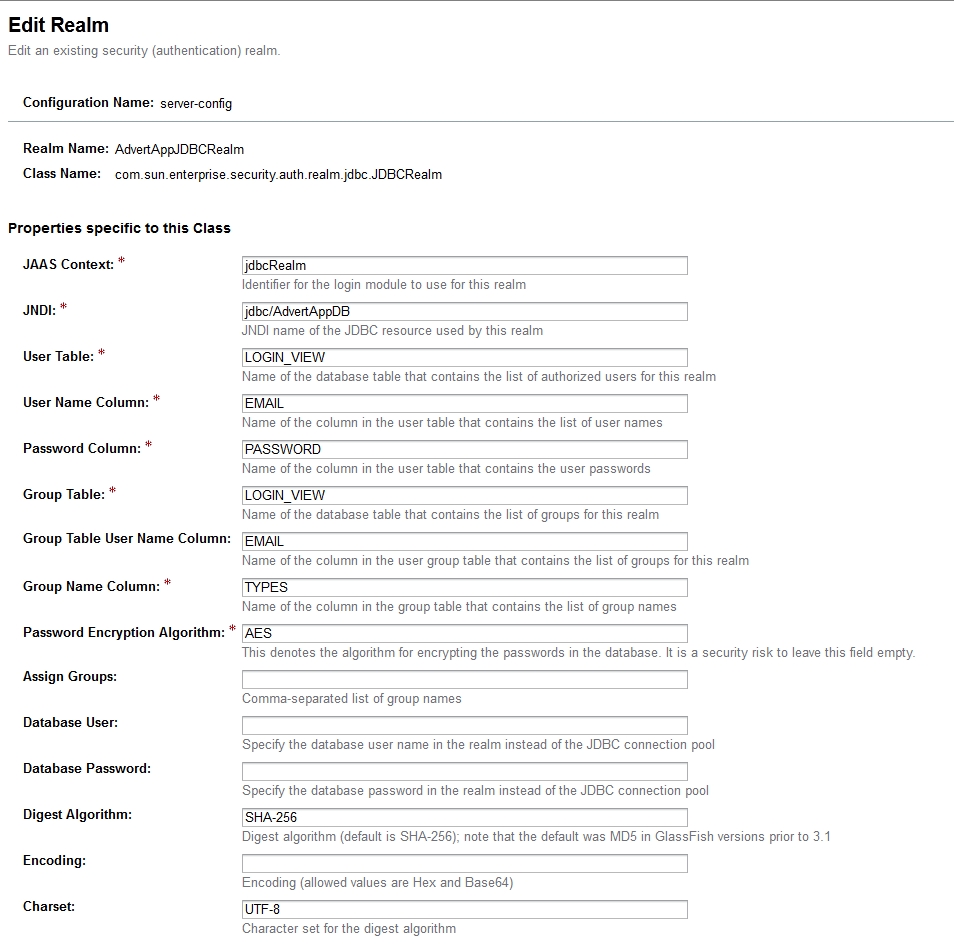 Edit Realm
Edit an existing security (authentication) realm.
Configuration Name: server-config
Realm Name: AdvertAppJDBCRealm
Class Name: com.sun.enterprise.security.auth.realm.jdbc.JDBCRealm
Properties specific to this Class
JAAS Context: * jdbcRealm
Identifier for the login module to use for this realm
JNDI: * jdbc/AdvertAppDB
JNDI name of the JDBC resource used by this realm
User Table: * LOGIN_VIEW
Name of the database table that contains the list of authorized users for this realm
User Name Column: * EMAIL
Name of the column in the user table that contains the list of user names
Password Column: * PASSWORD
Name of the column in the user table that contains the user passwords
Group Table: * LOGIN_VIEW
Name of the database table that contains the list of groups for this realm
Group Table User Name Column: EMAIL
Name of the column in the user group table that contains the list of groups for this realm
Group Name Column: * TYPES
Name of the column in the group table that contains the list of group names
Password Encryption Algorithm: * AES
This denotes the algorithm for encrypting the passwords in the database. It is a security risk to leave this field empty.
Assign Groups:
Comma-separated list of group names
Database User:
Specify the database user name in the realm instead of the JDBC connection pool
Database Password:
Specify the database password in the realm instead of the JDBC connection pool
Digest Algorithm: SHA-256
Digest algorithm (default is SHA-256); note that the default was MD5 in GlassFish versions prior to 3.1
Encoding:
Encoding (allowed values are Hex and Base64)
Charset: UTF-8
Character set for the digest algorithm